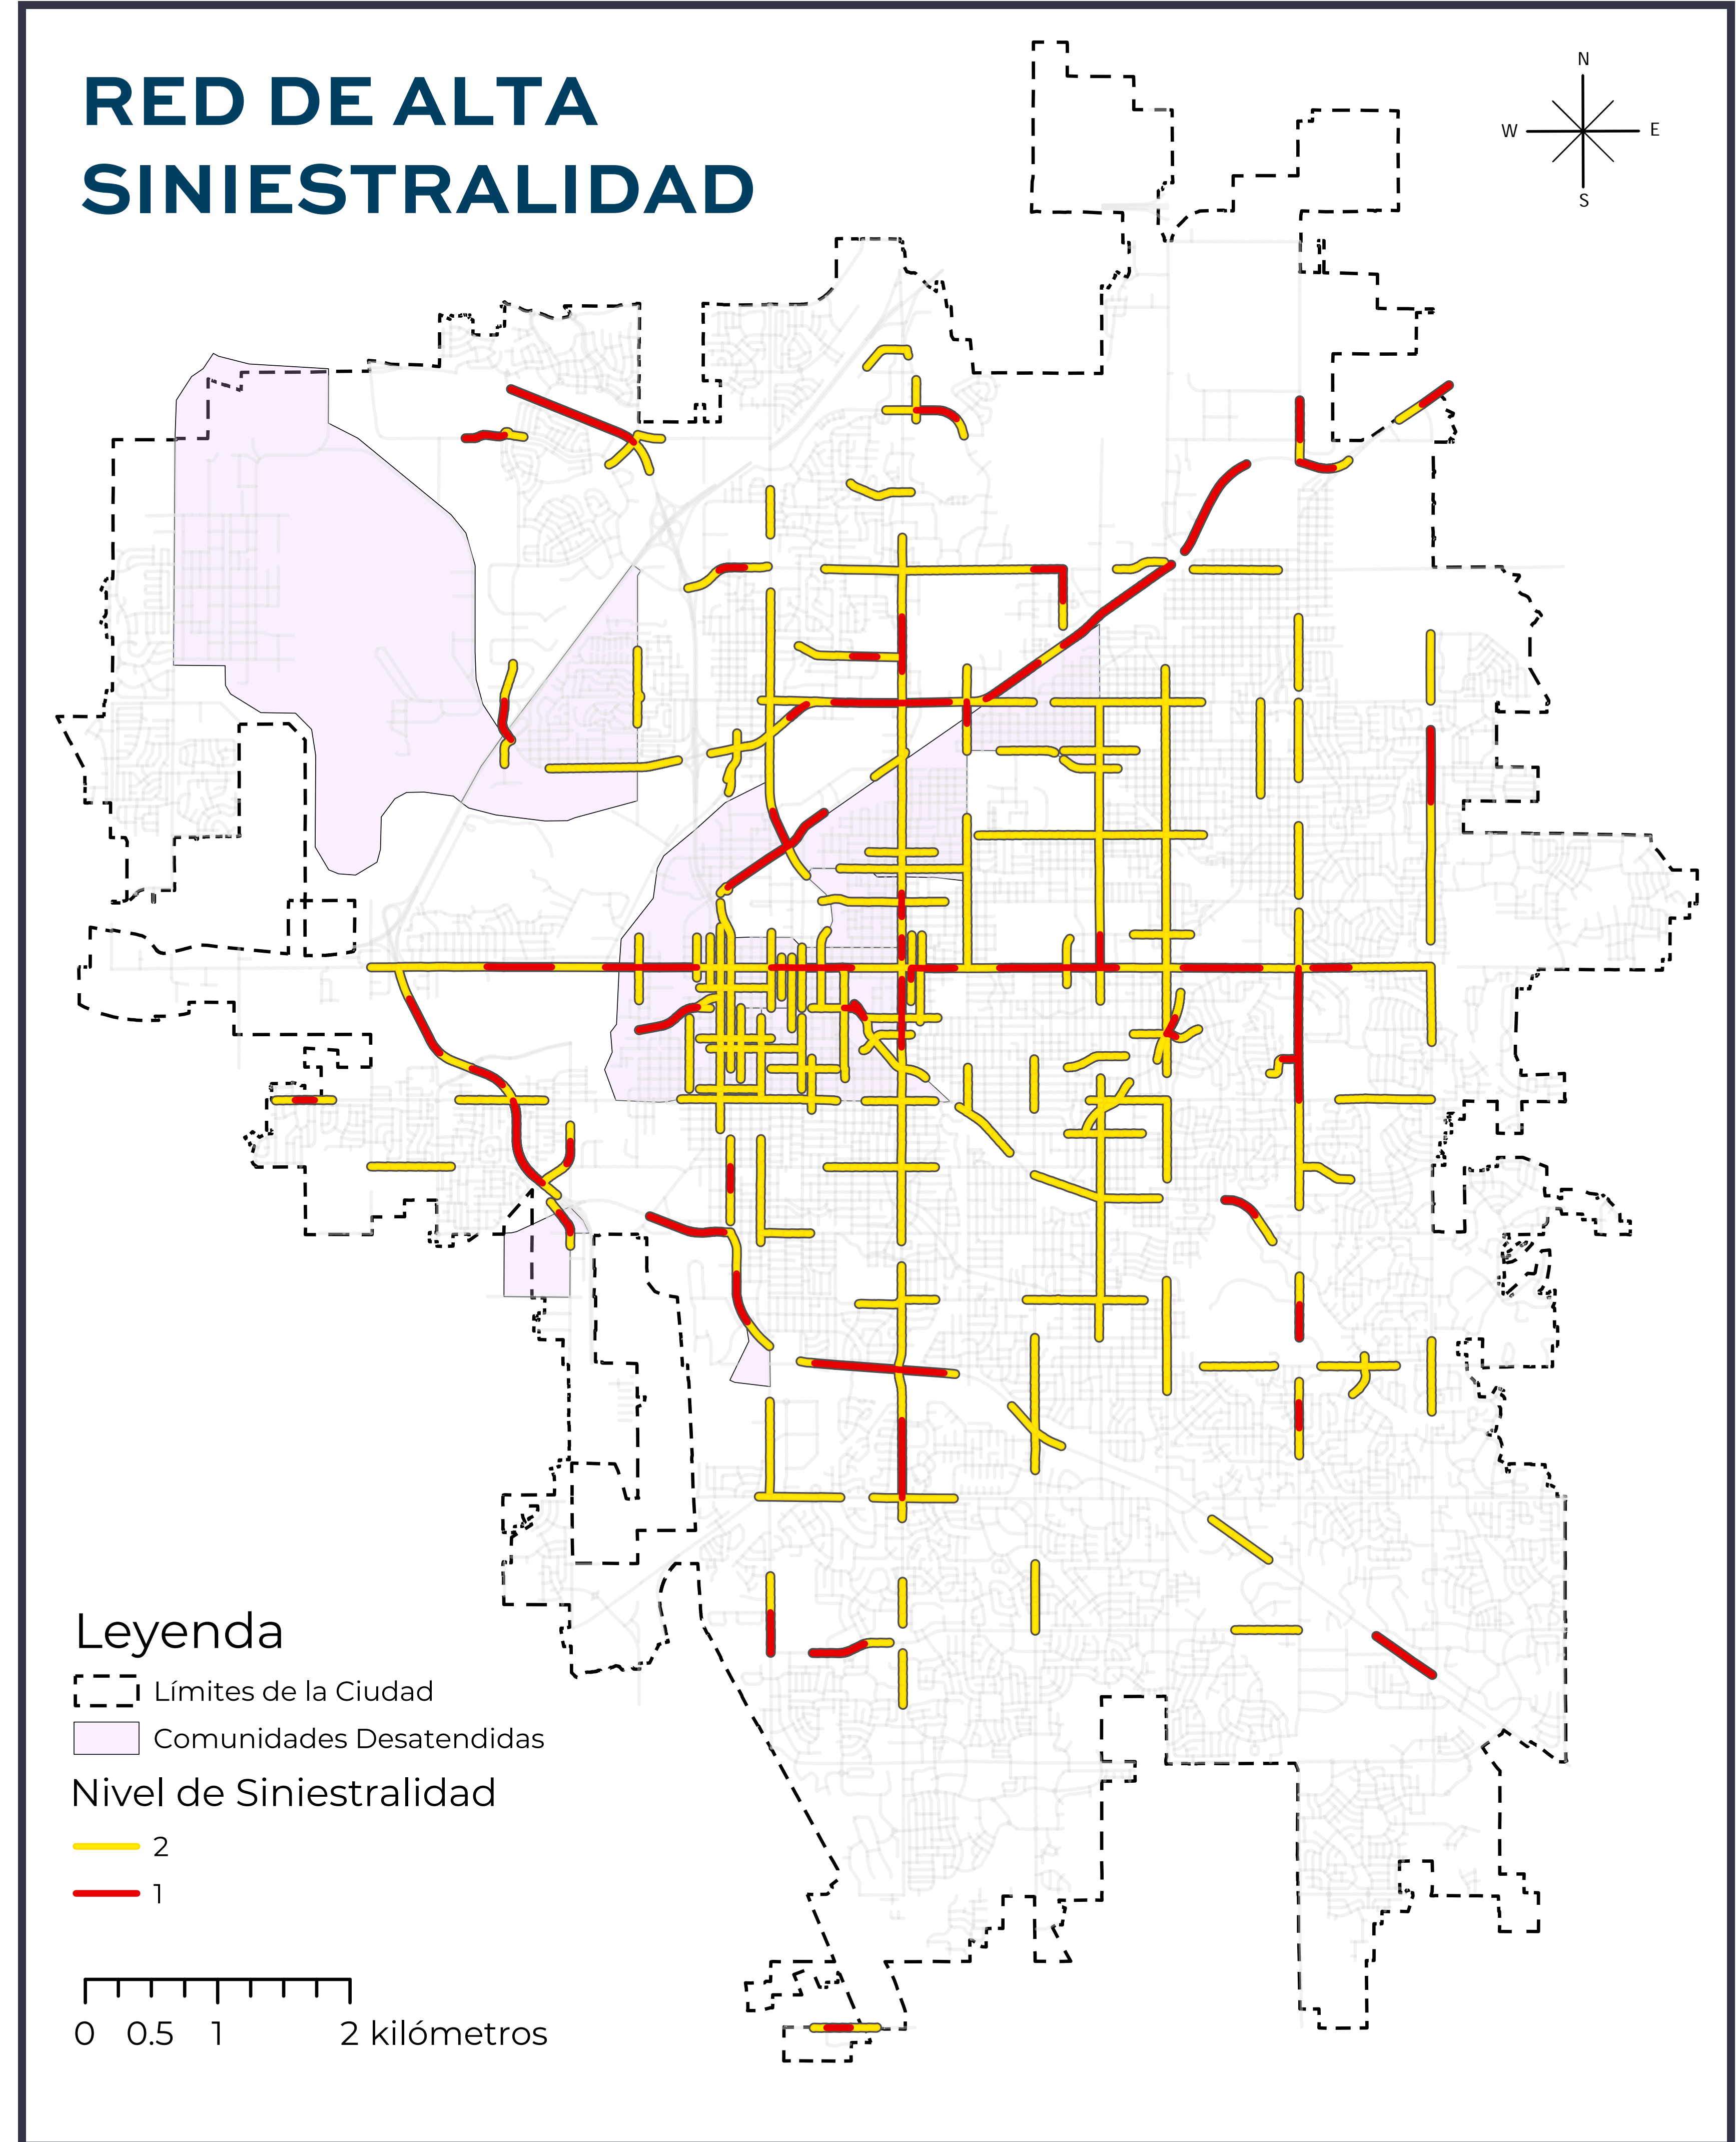 RED DE ALTA
SINIESTRALIDAD
N
W E
S
Leyenda
Límites de la Ciudad
Comunidades Desatendidas
Nivel de Siniestralidad
2
1
0 0.5 1 2 kilómetros